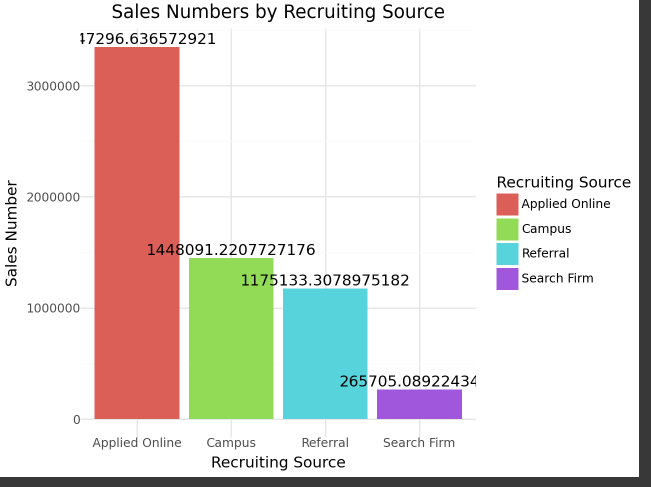 Sales Numbers by Recruiting Source
47296.636572921
3000000
Recruiting Source
Applied Online
2000000
Campus
Sales Number
Referral
1448091.2207727176
Search Firm
1175133.3078975182
1000000
265705.08922434
0
Applied Online Campus Referral Search Firm
Recruiting Source